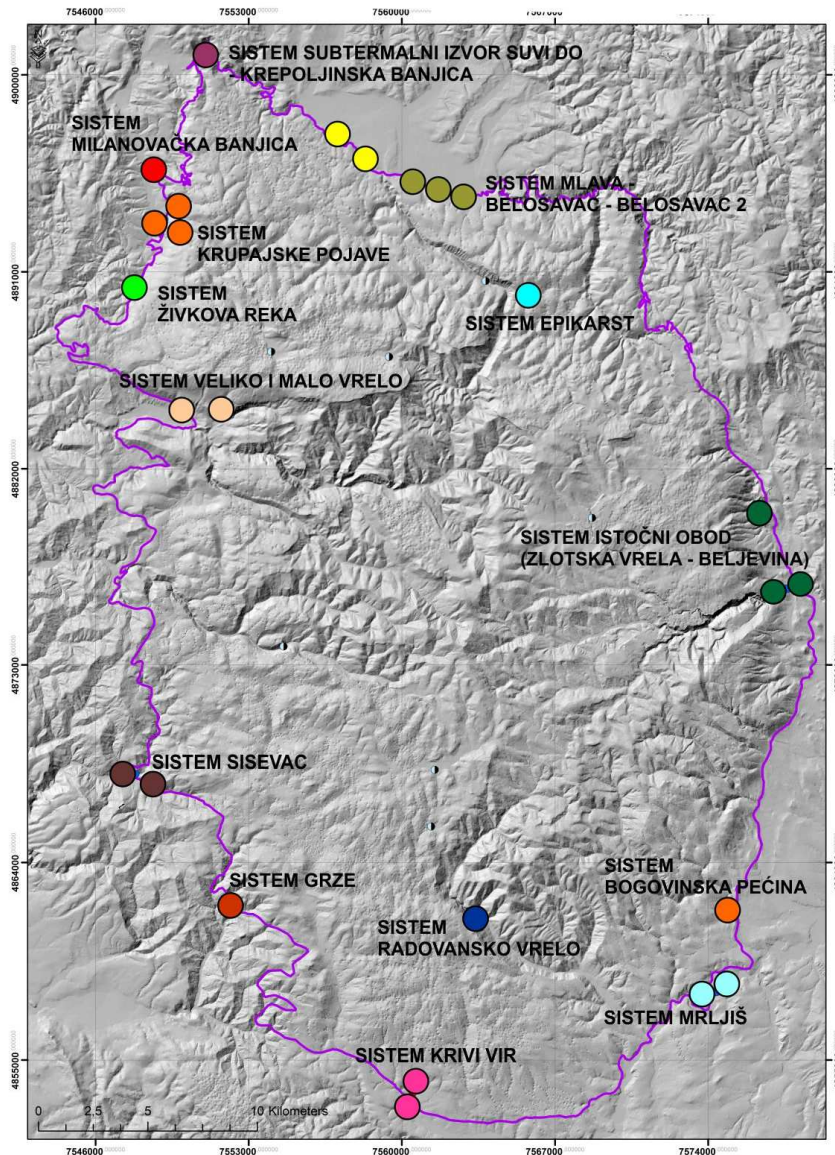 7546000 7553000 7560000 7567000
SISTEM SUBTERMALNI IZVOR SUVI DO
- KREPOLJINSKA BANJICA
4900000
SISTEM
MILANOVAČKA BANJICA
SISTEM MLAVA -
BELOSAVAC - BELOSAVAC 2
SISTEM
KRUPAJSKE POJAVE
4891000
SISTEM
ŽIVKOVA REKA
SISTEM EPIKARST
SISTEM VELIKO I MALO VRELO
4882000
SISTEM ISTOČNI OBOD
(ZLOTSKA VRELA - BELJEVINA)
4873000
SISTEM SISEVAC
4864000
SISTEM
BOGOVINSKA PEĆINA
SISTEM GRZE
SISTEM
RADOVANSKO VRELO
SISTEM MRLJIŠ
4855000
SISTEM KRIVI VIR
0 2.5 5 10 Kilometers
7546000 7553000 7560000 7567000 7574000